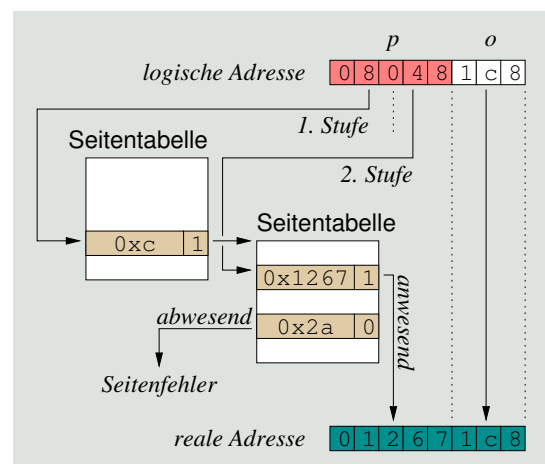 p o
logische Adresse 0 8 0 4 8 1 c 8
1. Stufe
Seitentabelle
2. Stufe
Seitentabelle
0xc 1
0x1267 1
anwesend
abwesend
0x2a 0
Seitenfehler
reale Adresse 0 1 2 6 7 1 c 8